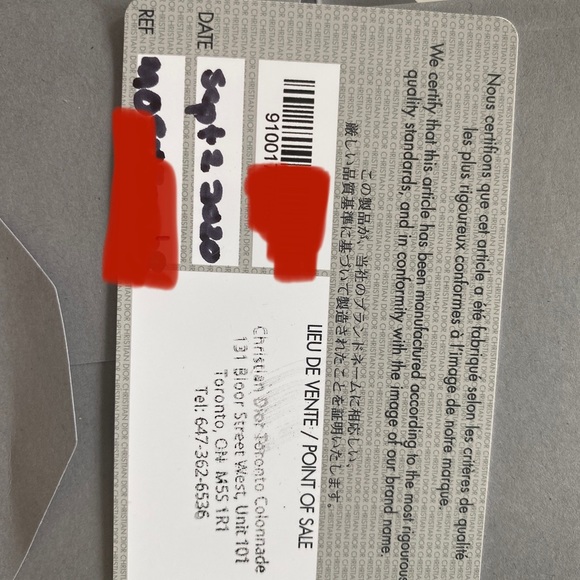 Nous certifions que cet article a été fabriqué selon les critères de qualité
les plus rigoureux conformes à l'image de notre marque
We certify that this article has been manufactured according to the most rigourous
quality standards, and in conformity with the image of our brand name.
この製品が、当社のブランドネームに相応しい、
厳しい品質基準に基づいて製造されたことを証明いたします。
91001
DATE
Sept 2 2020
REF
LIEU DE VENTE / POINT OF SALE
Christian Dior Toronto Colonnade
131 Bloor Street West, Unit 101
Toronto, ON M5S 1R1
Tel: 647-362-6536